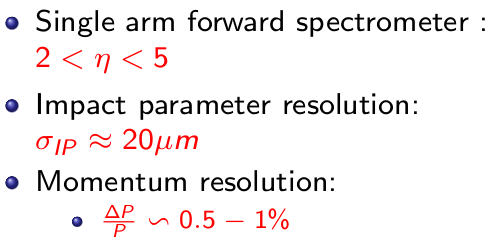 Single arm forward spectrometer :
2 < η < 5
Impact parameter resolution:
σ_IP ≈ 20μm
Momentum resolution:
ΔP/P ∽ 0.5 − 1%